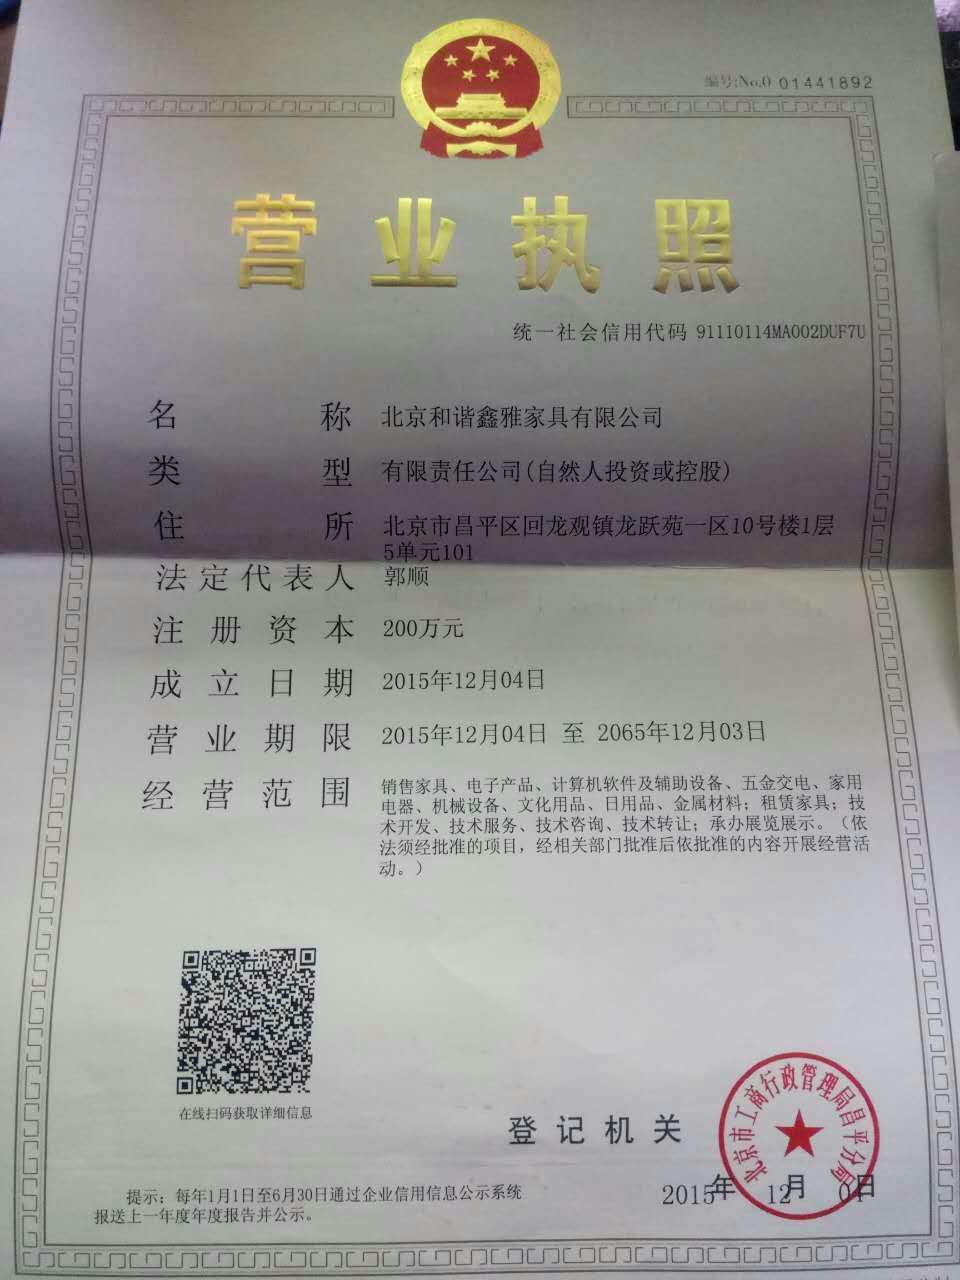 编号:No.0 01441892
营业执照
统一社会信用代码 91110114MA002DUF7U
名称 北京和谐鑫雅家具有限公司
类型 有限责任公司(自然人投资或控股)
住所 北京市昌平区回龙观镇龙跃苑一区10号楼1层
5单元101
法定代表人 郭顺
注册资本 200万元
成立日期 2015年12月04日
营业期限 2015年12月04日 至 2065年12月03日
经营范围 销售家具、电子产品、计算机软件及辅助设备、五金交电、家用
电器、机械设备、文化用品、日用品、金属材料；租赁家具；技
术开发、技术服务、技术咨询、技术转让；承办展览展示。（依
法须经批准的项目，经相关部门批准后依批准的内容开展经营活
动。）
在线扫码获取详细信息
登记机关
北京市工商行政管理局昌平分局
2015年 12月 04日
提示：每年1月1日至6月30日通过企业信用信息公示系统
报送上一年度年度报告并公示。